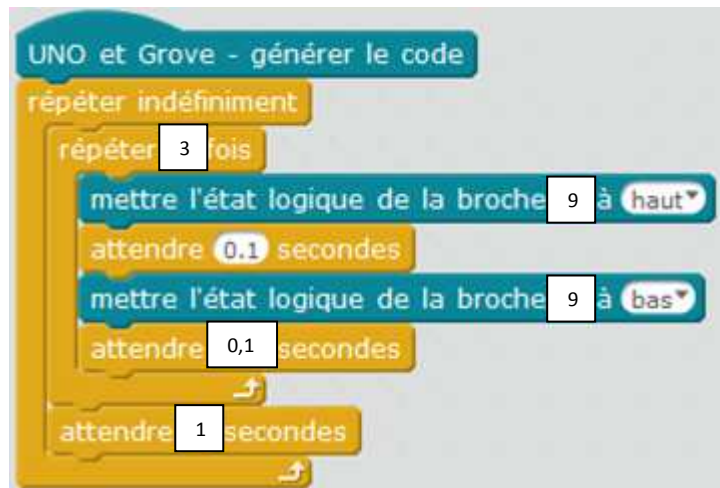 UNO et Grove - générer le code
répéter indéfiniment
répéter 3 fois
mettre l'état logique de la broche 9 à haut
attendre 0.1 secondes
mettre l'état logique de la broche 9 à bas
attendre 0,1 secondes
attendre 1 secondes